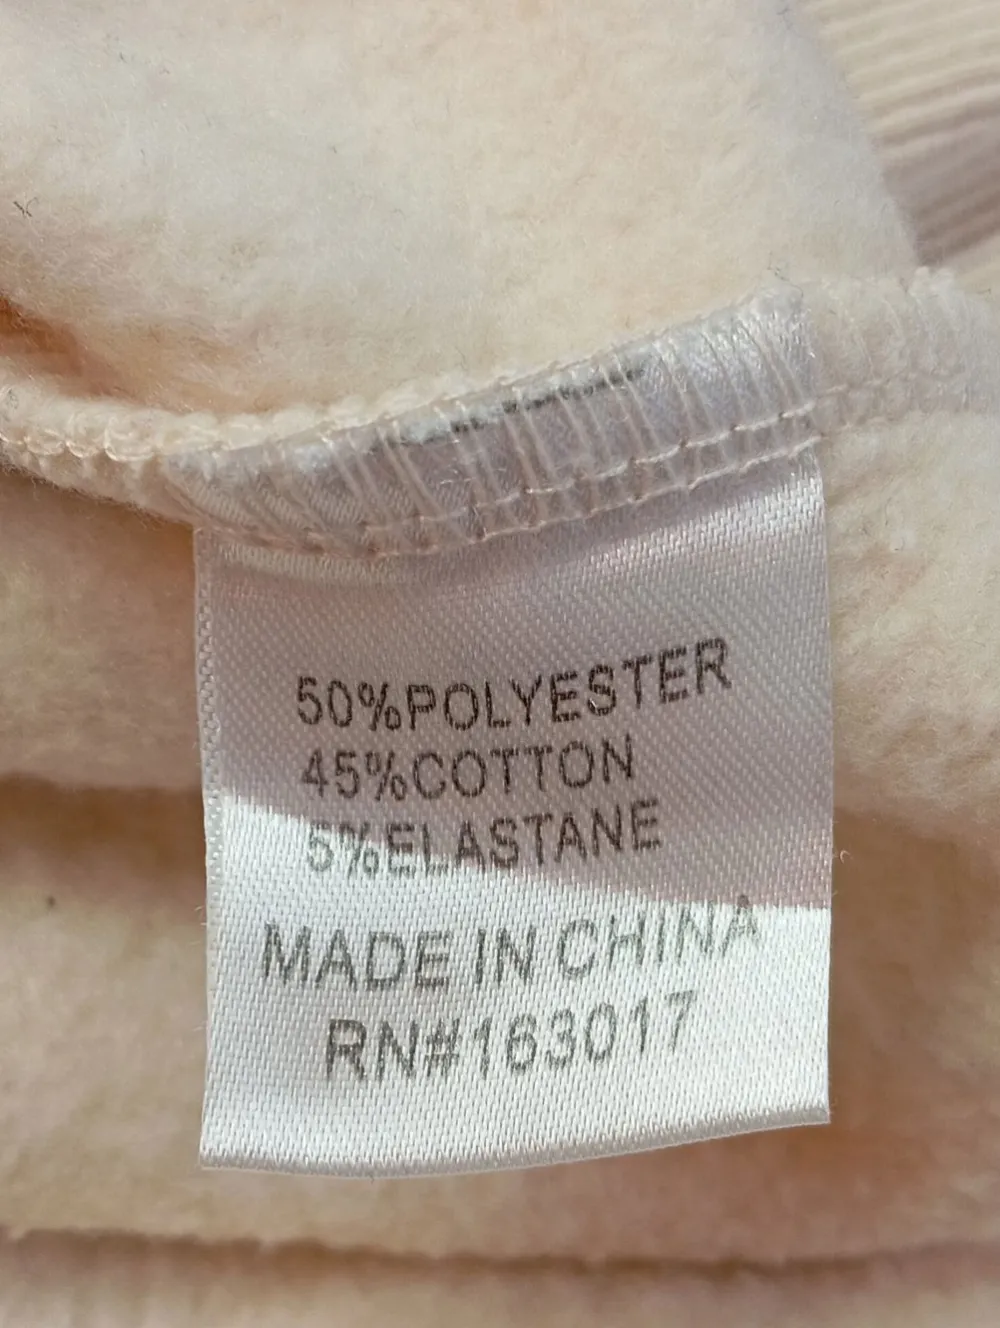 50%POLYESTER
45%COTTON
5%ELASTANE
MADE IN CHINA
RN#163017